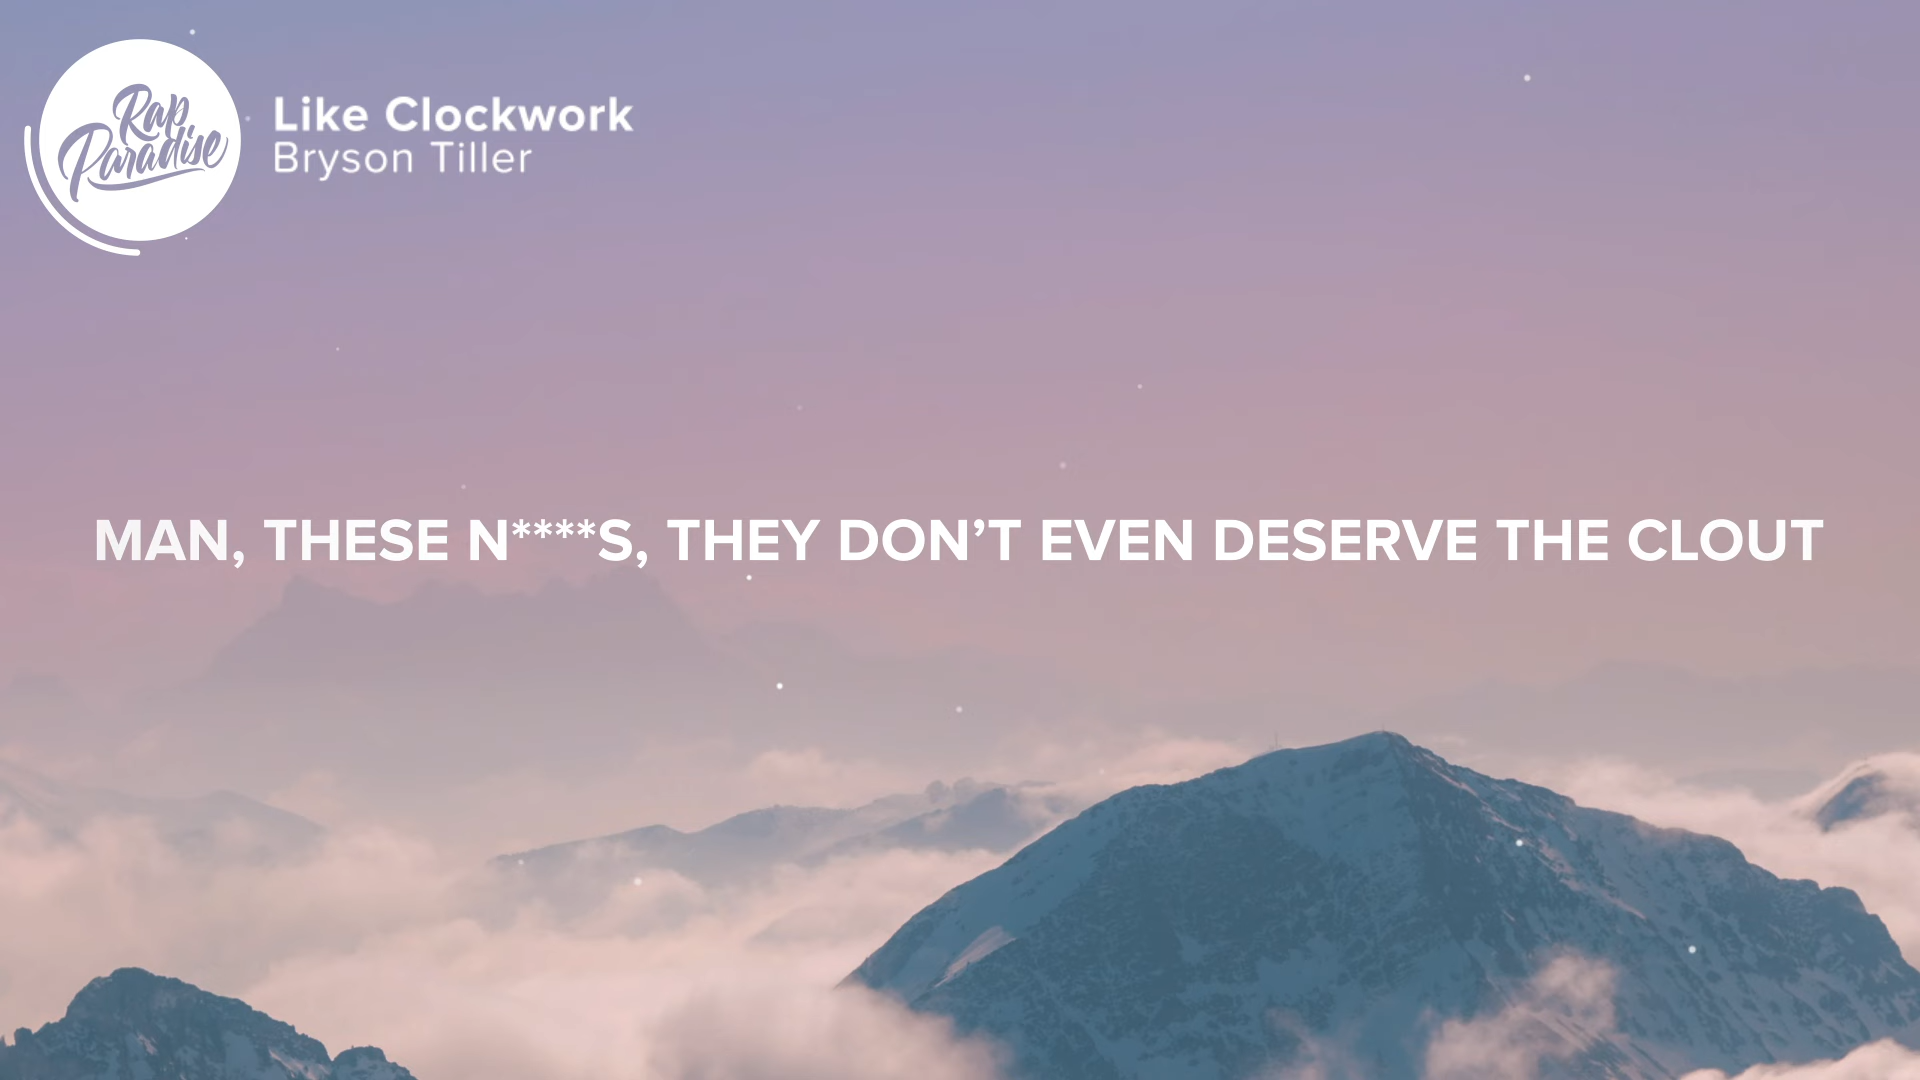 Rap
Paradise
Like Clockwork
Bryson Tiller
MAN, THESE N****S, THEY DON’T EVEN DESERVE THE CLOUT